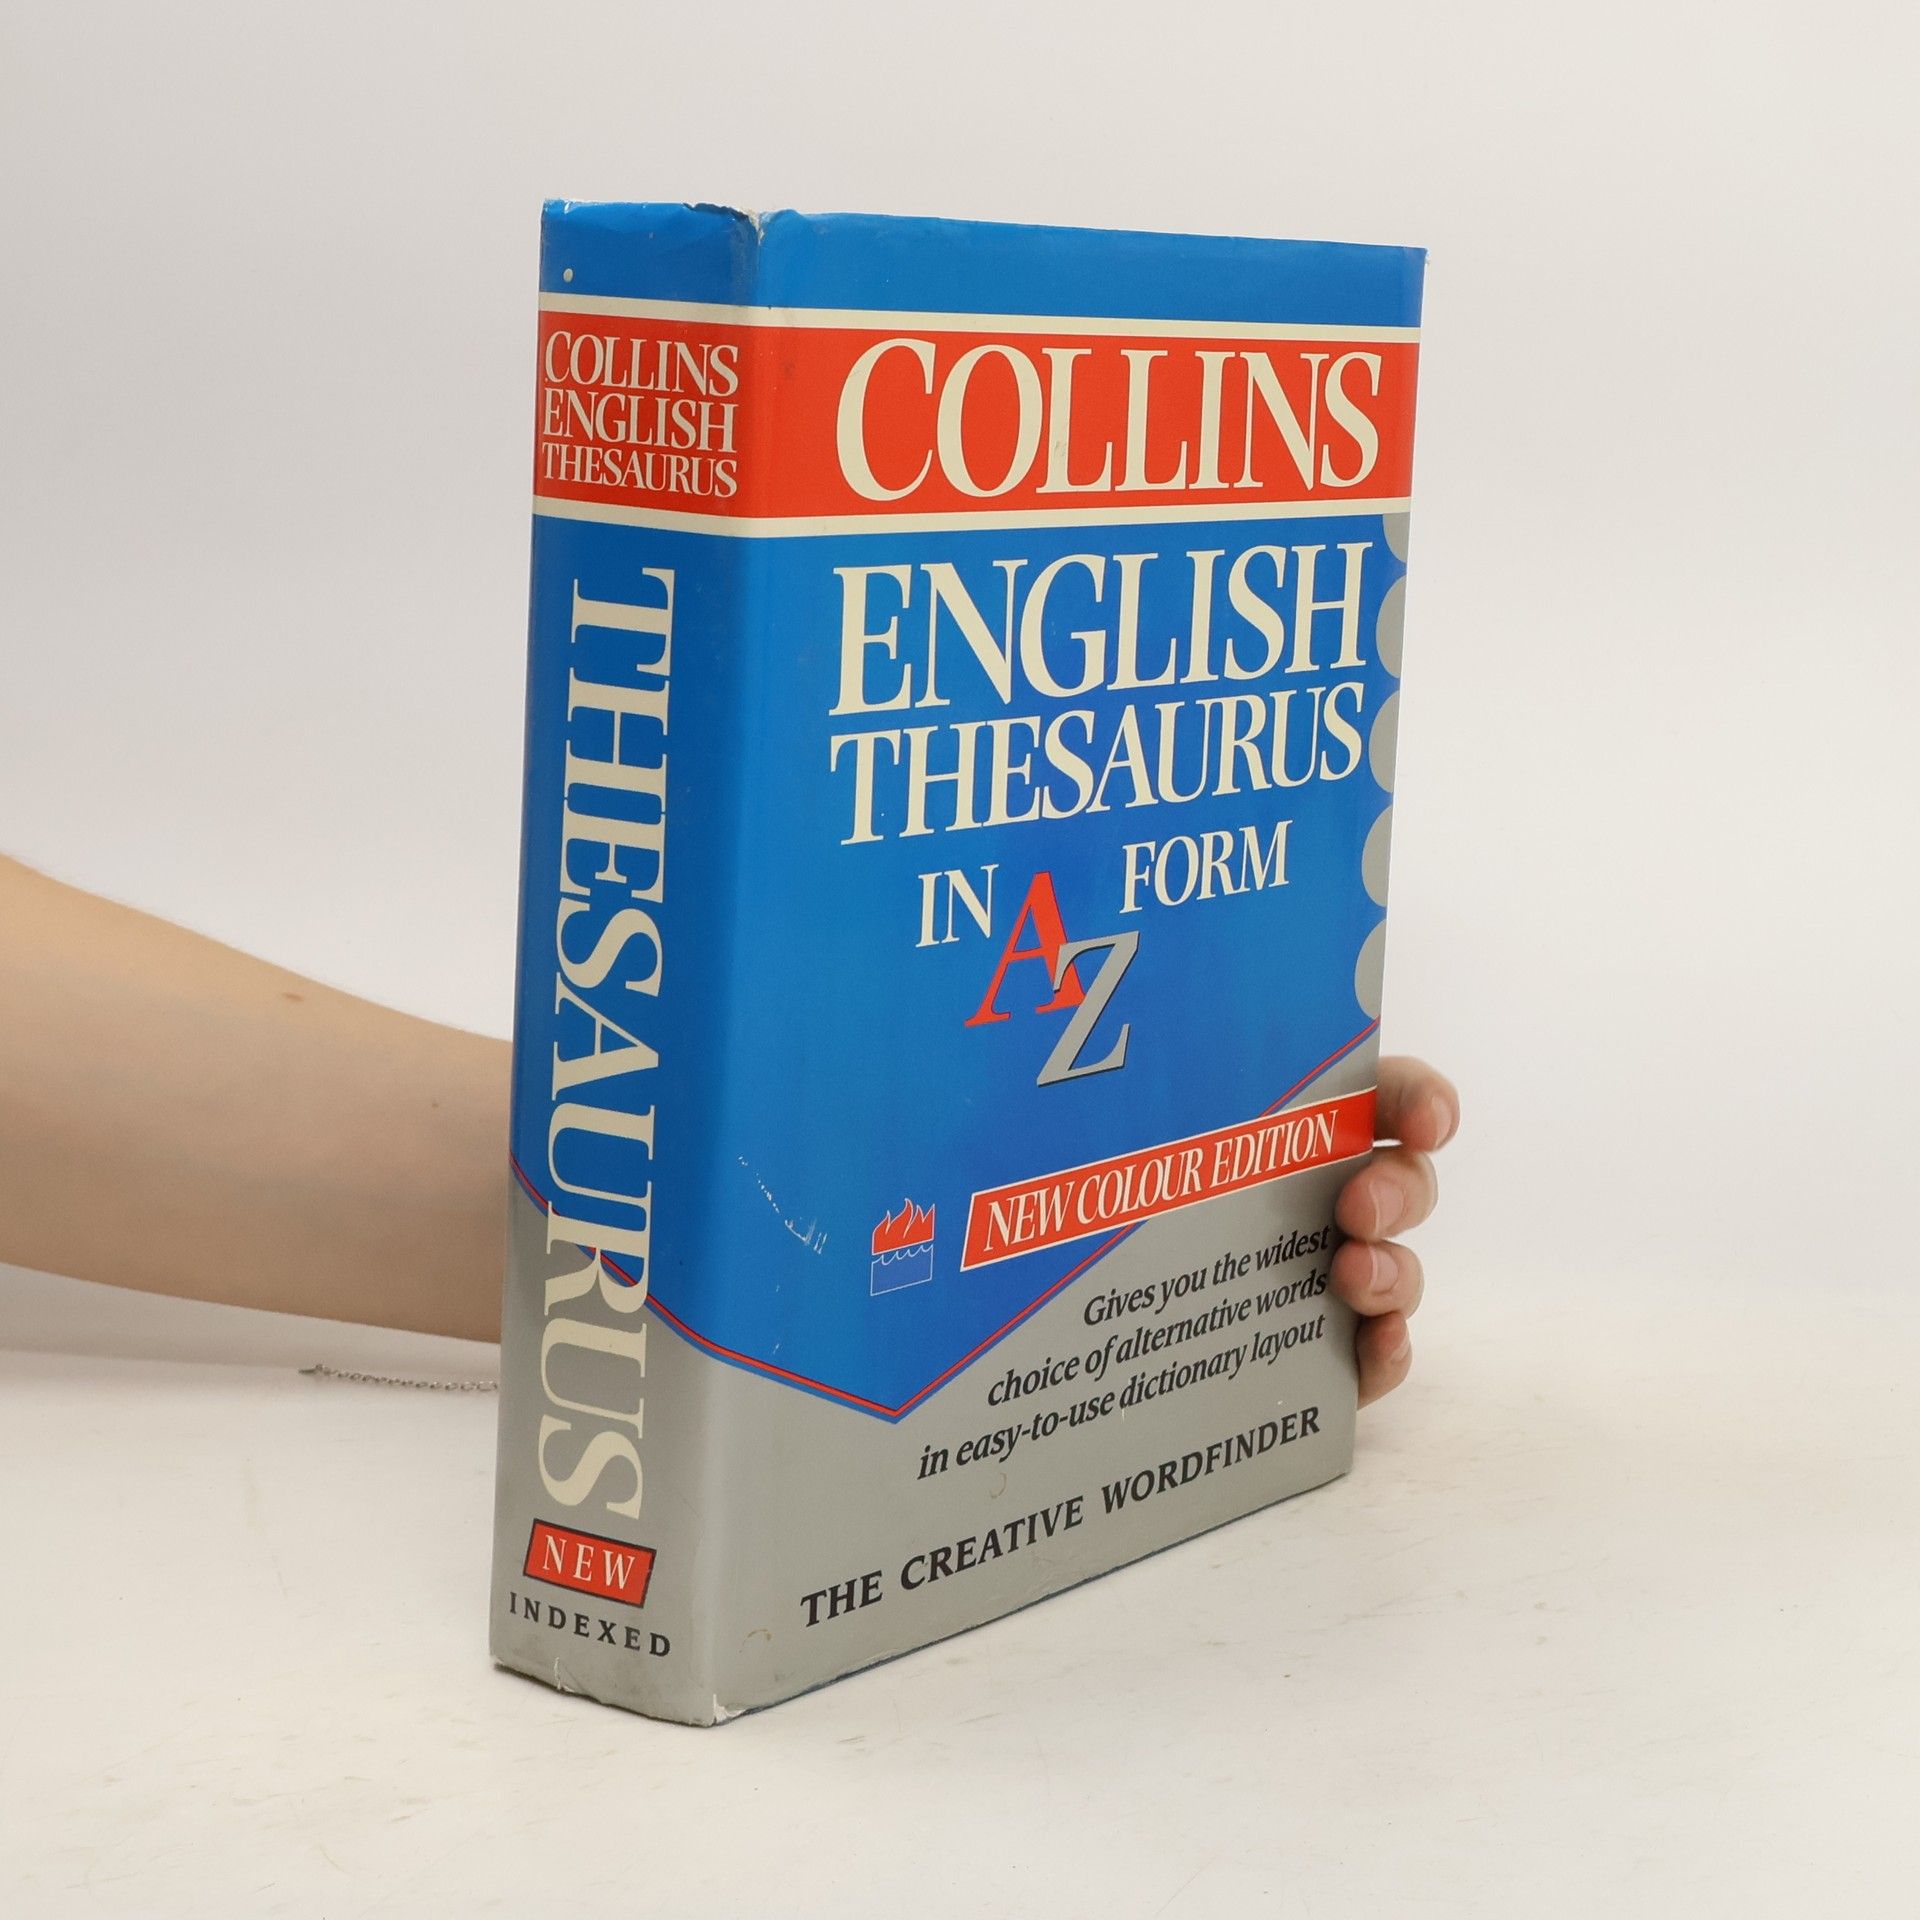 COLLINS
ENGLISH
THESAURUS
THESAURUS
NEW
INDEXED
COLLINS
ENGLISH
THESAURUS
IN AZ FORM
NEW COLOUR EDITION
Gives you the widest
choice of alternative words
in easy-to-use dictionary layout
THE CREATIVE WORDFINDER